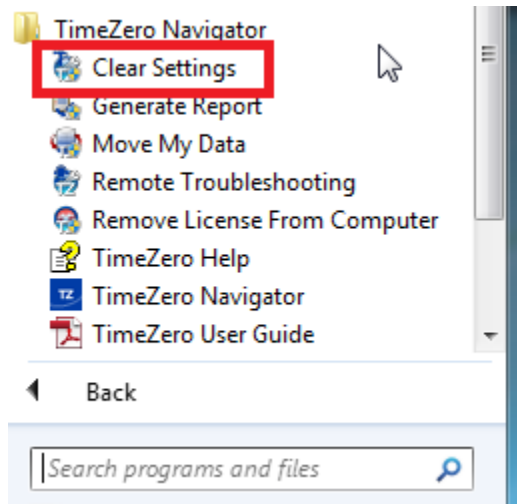 TimeZero Navigator
Clear Settings
Generate Report
Move My Data
Remote Troubleshooting
Remove License From Computer
TimeZero Help
TZ TimeZero Navigator
TimeZero User Guide
Back
Search programs and files